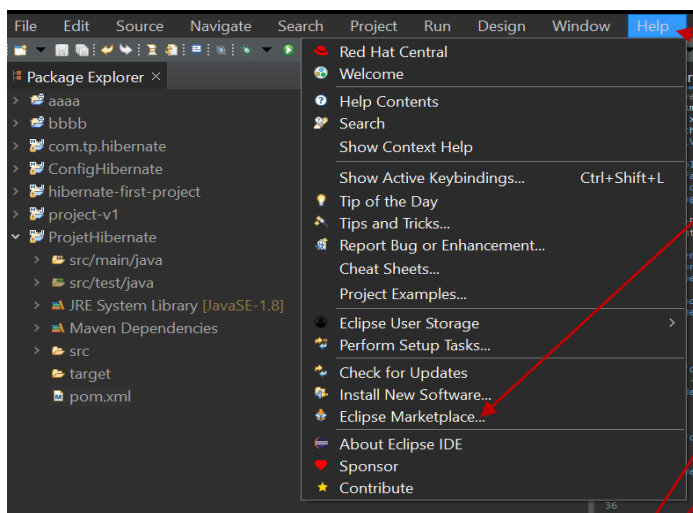 File Edit Source Navigate Search Project Run Design Window Help
Package Explorer
aaaa
bbbb
com.tp.hibernate
ConfigHibernate
hibernate-first-project
project-v1
ProjetHibernate
src/main/java
src/test/java
JRE System Library [JavaSE-1.8]
Maven Dependencies
src
target
pom.xml
Red Hat Central
Welcome
Help Contents
Search
Show Context Help
Show Active Keybindings... Ctrl+Shift+L
Tip of the Day
Tips and Tricks...
Report Bug or Enhancement...
Cheat Sheets...
Project Examples...
Eclipse User Storage
Perform Setup Tasks...
Check for Updates
Install New Software...
Eclipse Marketplace...
About Eclipse IDE
Sponsor
Contribute
36